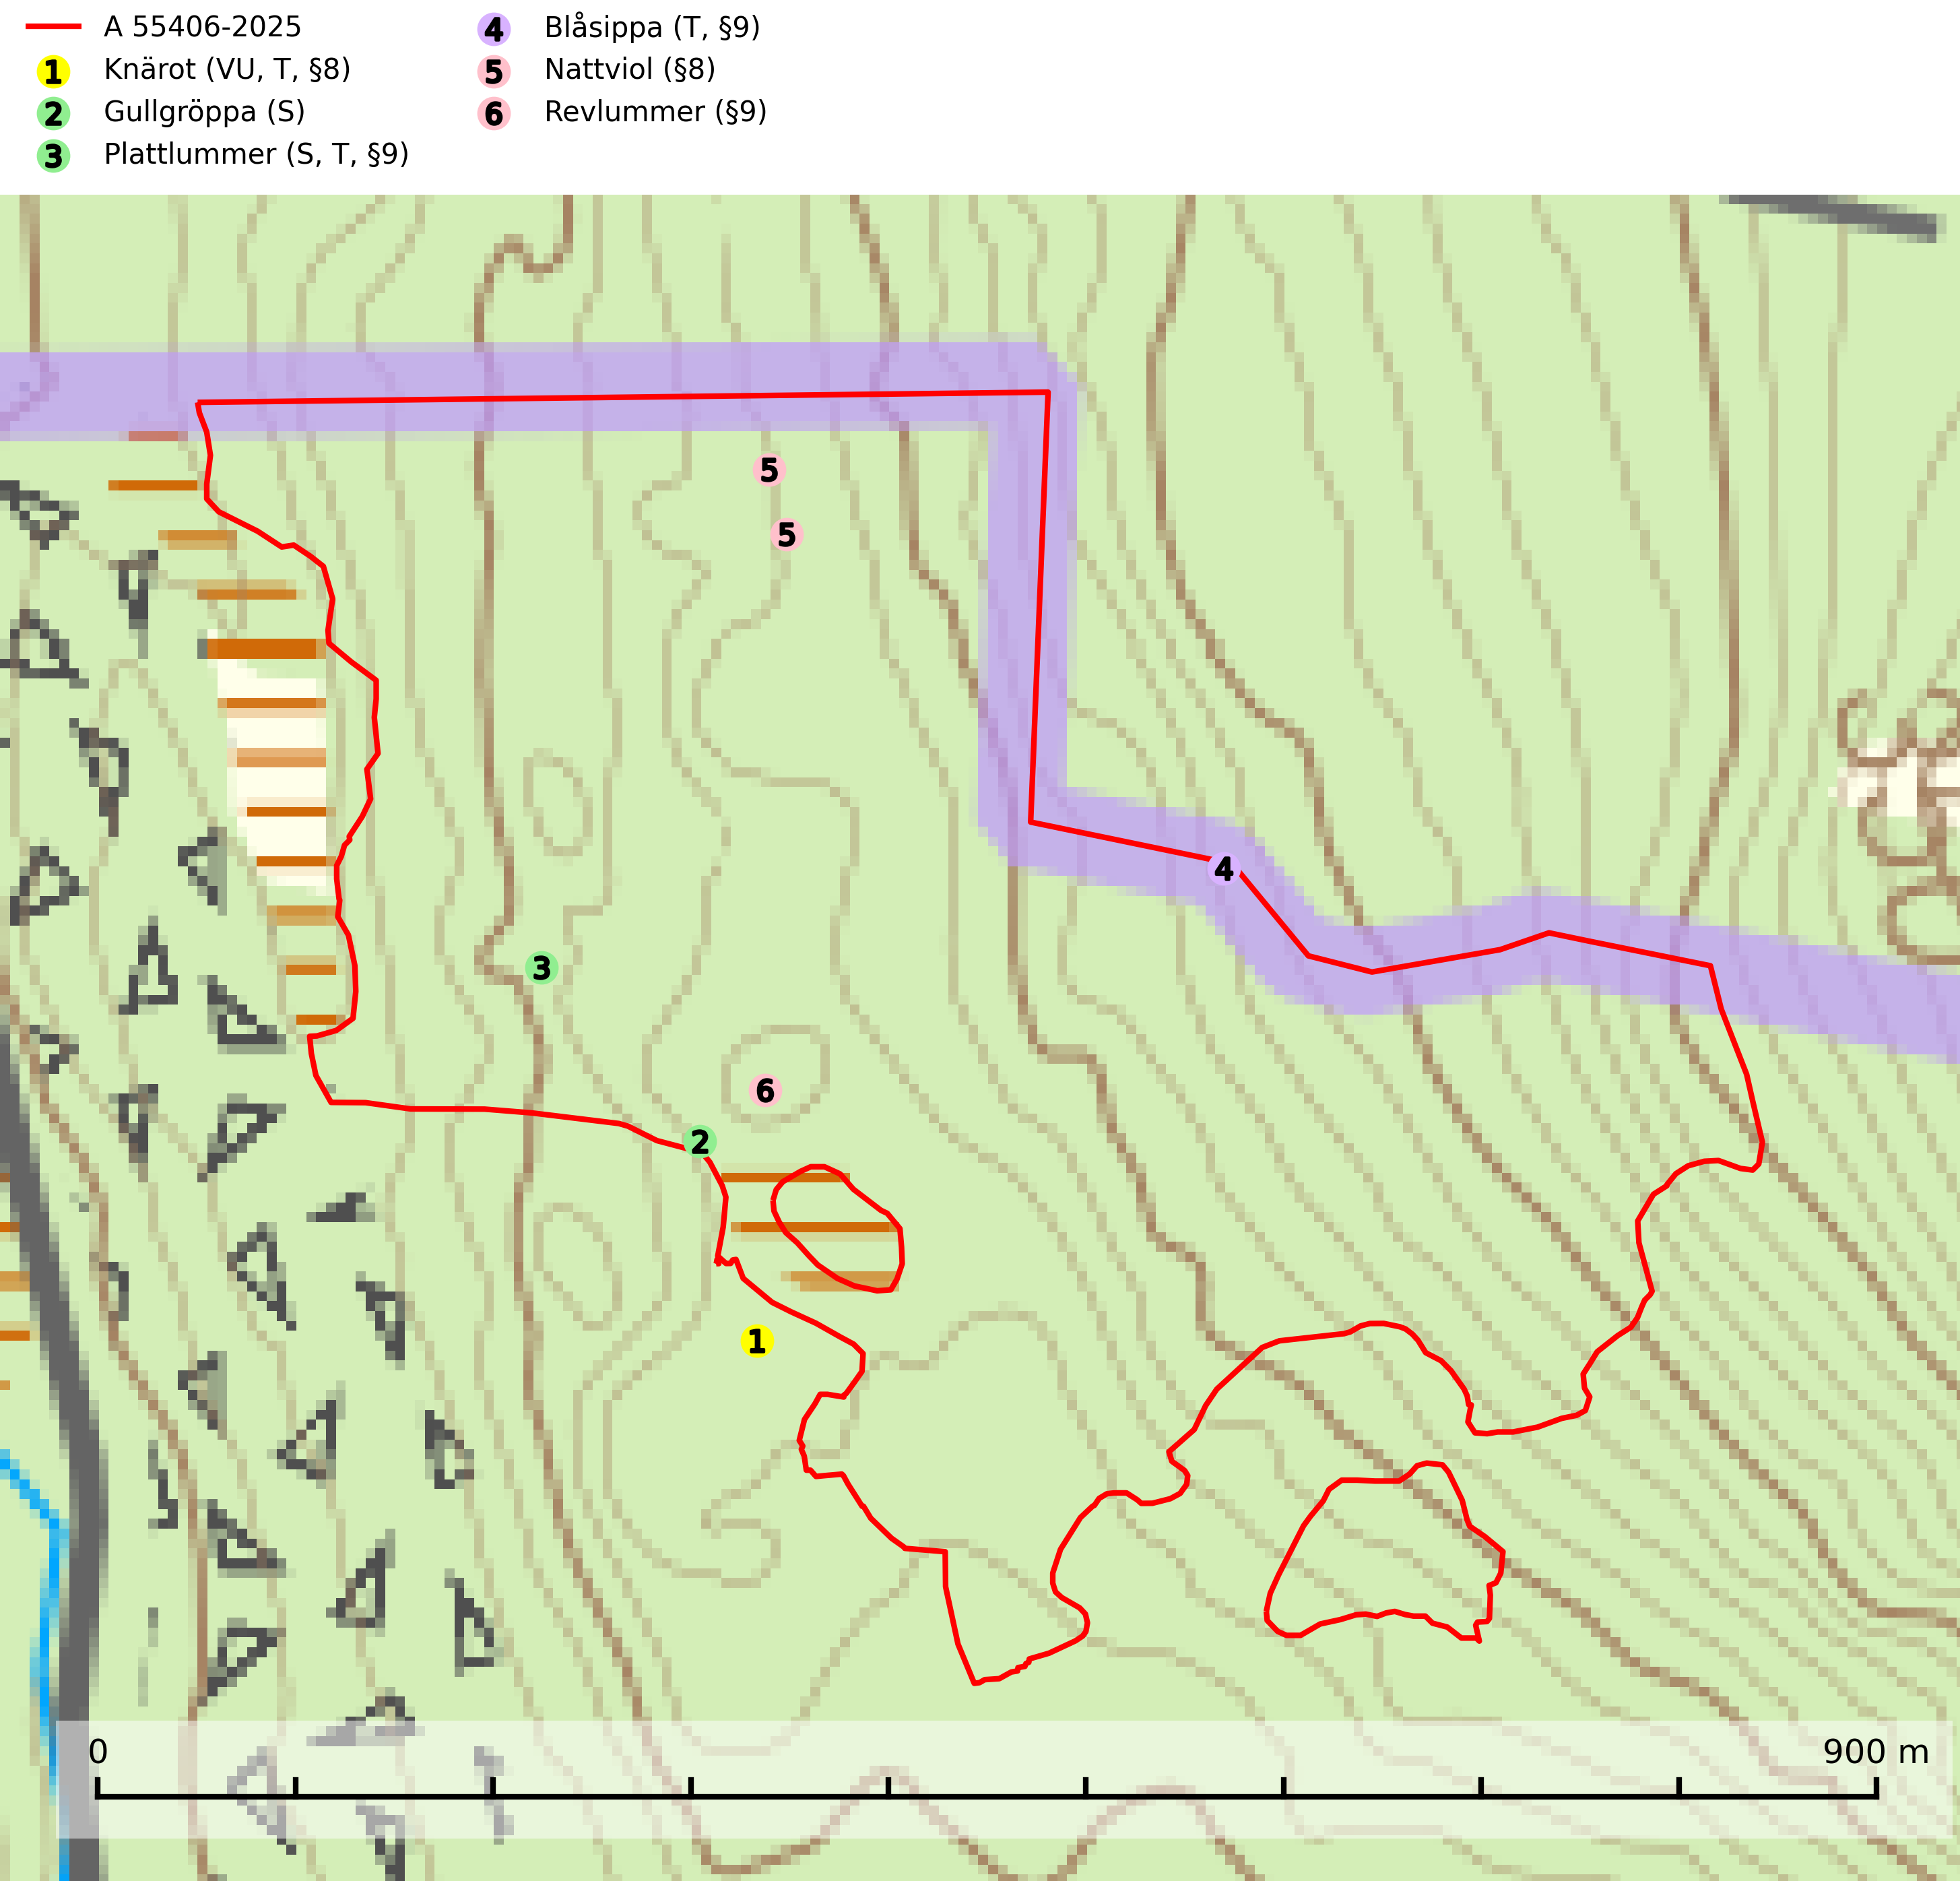 A 55406-2025
1 Knärot (VU, T, §8)
2 Gullgröppa (S)
3 Plattlummer (S, T, §9)
4 Blåsippa (T, §9)
5 Nattviol (§8)
6 Revlummer (§9)
5
5
4
3
6
2
1
0 900 m